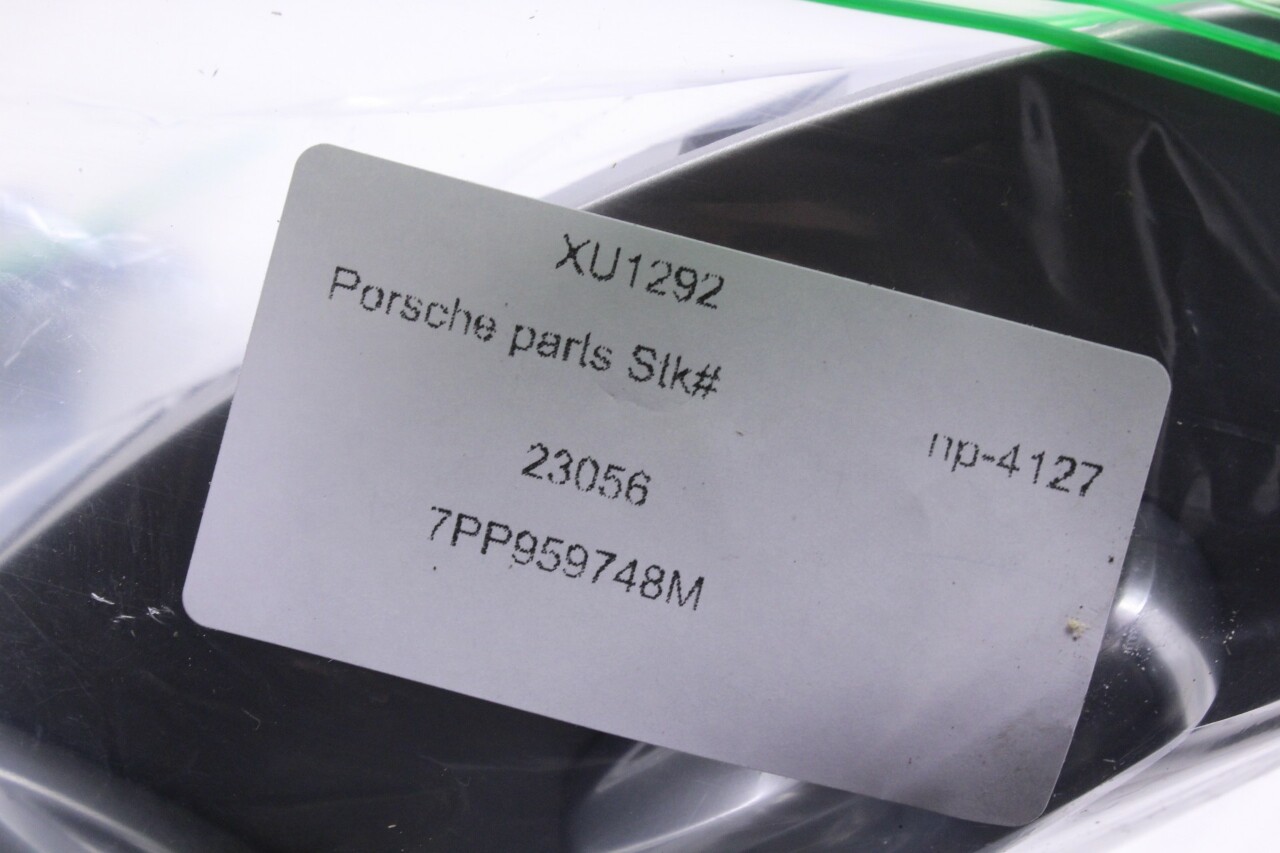 XU1292
Porsche parts Stk#
np-4127
23056
7PP959748M